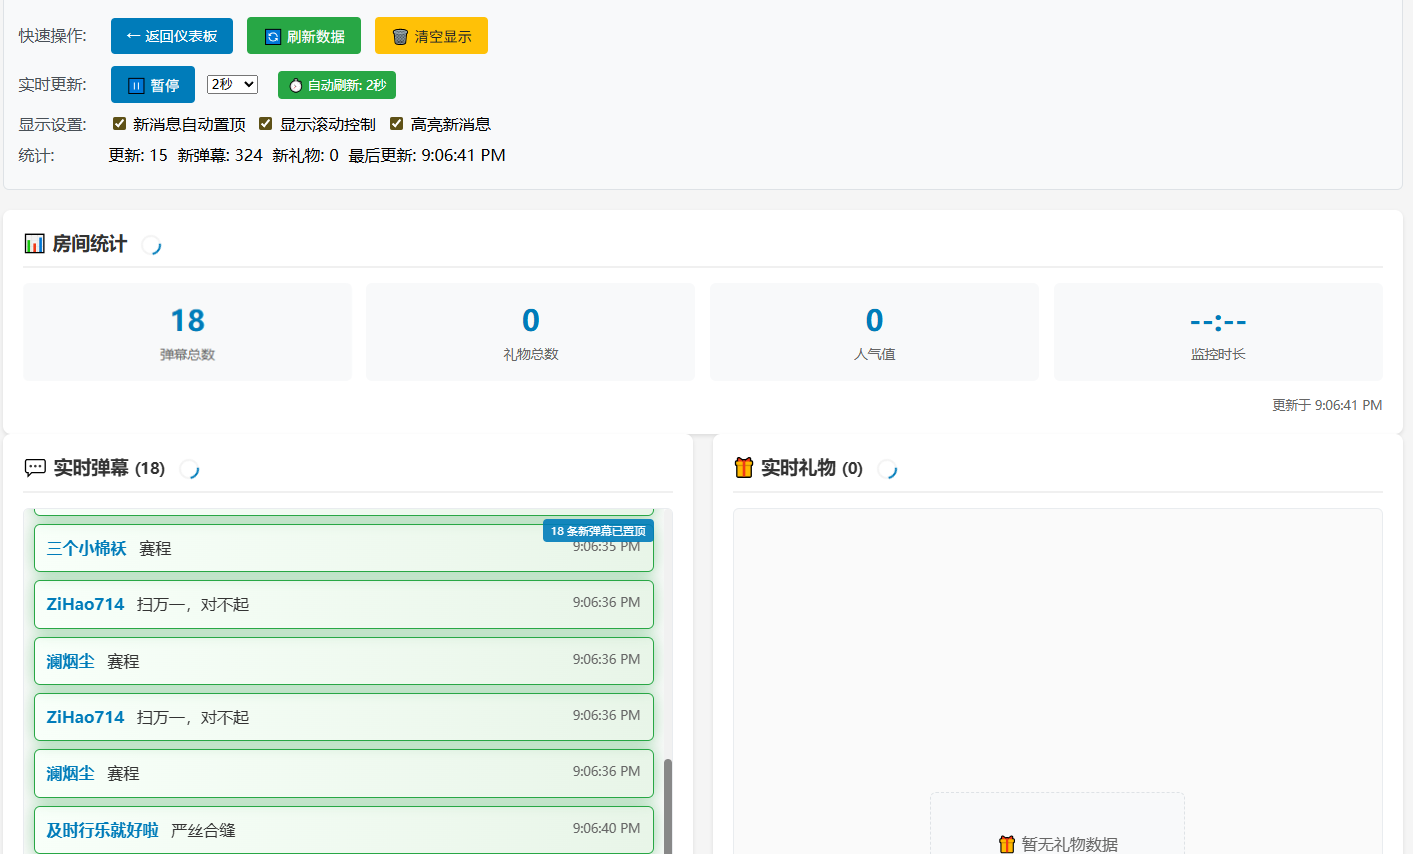 快速操作: ← 返回仪表板 刷新数据 清空显示
实时更新: 暂停 2秒 自动刷新: 2秒
显示设置: 新消息自动置顶 显示滚动控制 高亮新消息
统计: 更新: 15 新弹幕: 324 新礼物: 0 最后更新: 9:06:41 PM
房间统计
18
弹幕总数
0
礼物总数
0
人气值
--:--
监控时长
更新于 9:06:41 PM
实时弹幕 (18)
18 条新弹幕已置顶
三个小棉袄 赛程 9:06:35 PM
ZiHao714 扫万一，对不起 9:06:36 PM
澜烟尘 赛程 9:06:36 PM
ZiHao714 扫万一，对不起 9:06:36 PM
澜烟尘 赛程 9:06:36 PM
及时行乐就好啦 严丝合缝 9:06:40 PM
实时礼物 (0)
暂无礼物数据